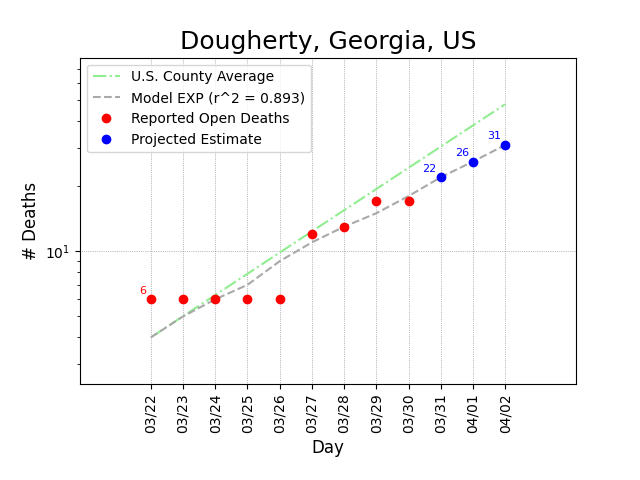 Dougherty, Georgia, US
U.S. County Average
Model EXP (r^2 = 0.893)
Reported Open Deaths
Projected Estimate
# Deaths
10^1
6
22
26
31
03/22
03/23
03/24
03/25
03/26
03/27
03/28
03/29
03/30
03/31
04/01
04/02
Day